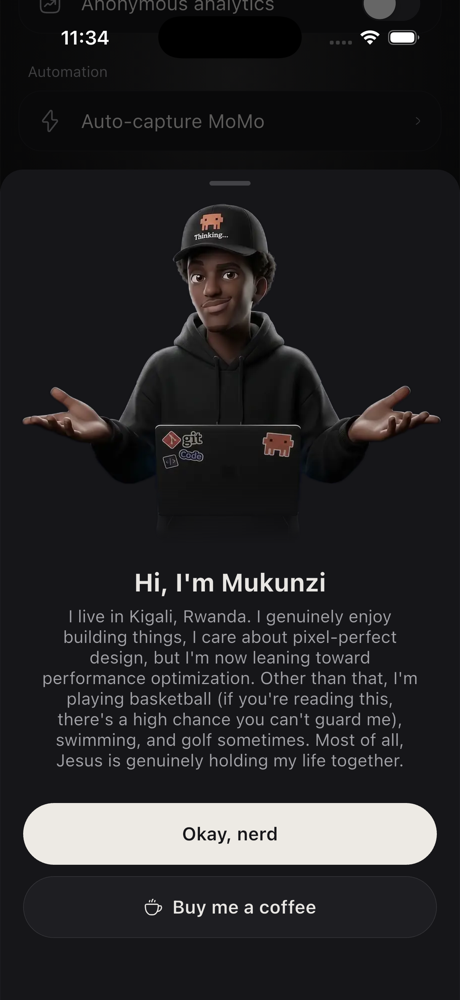 Anonymous analytics
11:34
Automation
Auto-capture MoMo
Thinking...
git
Code
Hi, I'm Mukunzi
I live in Kigali, Rwanda. I genuinely enjoy
building things, I care about pixel-perfect
design, but I'm now leaning toward
performance optimization. Other than that, I'm
playing basketball (if you're reading this,
there's a high chance you can't guard me),
swimming, and golf sometimes. Most of all,
Jesus is genuinely holding my life together.
Okay, nerd
Buy me a coffee